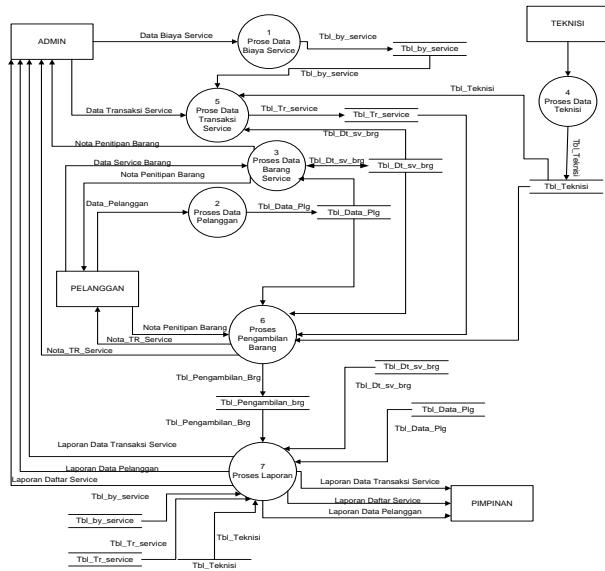 ADMIN
Data Biaya Service
1
Prose Data
Biaya Service
Tbl_by_service
Tbl_by_service
Tbl_by_service
TEKNISI
4
Proses Data
Teknisi
Tbl_Teknisi
Tbl_Teknisi
Tbl_Teknisi
Data Transaksi Service
5
Prose Data
Transaksi
Service
Tbl_Tr_service
Tbl_Tr_service
Nota Penitipan Barang
Data Service Barang
Nota Penitipan Barang
3
Proses Data
Barang
Service
Tbl_Dt_sv_brg
Tbl_Dt_sv_brg
Data_Pelanggan
2
Proses Data
Pelanggan
Tbl_Data_Plg
Tbl_Data_Plg
PELANGGAN
Nota Penitipan Barang
Nota_TR_Service
Nota_TR_Service
6
Proses
Pengambilan
Barang
Tbl_Pengambilan_Brg
Tbl_Pengambilan_brg
Tbl_Pengambilan_Brg
Tbl_Dt_sv_brg
Tbl_Dt_sv_brg
Tbl_Data_Plg
Tbl_Data_Plg
Laporan Data Transaksi Service
Laporan Data Pelanggan
Laporan Daftar Service
7
Proses Laporan
Laporan Data Transaksi Service
Laporan Daftar Service
Laporan Data Pelanggan
PIMPINAN
Tbl_by_service
Tbl_by_service
Tbl_Tr_service
Tbl_Tr_service
Tbl_Teknisi
Tbl_Teknisi